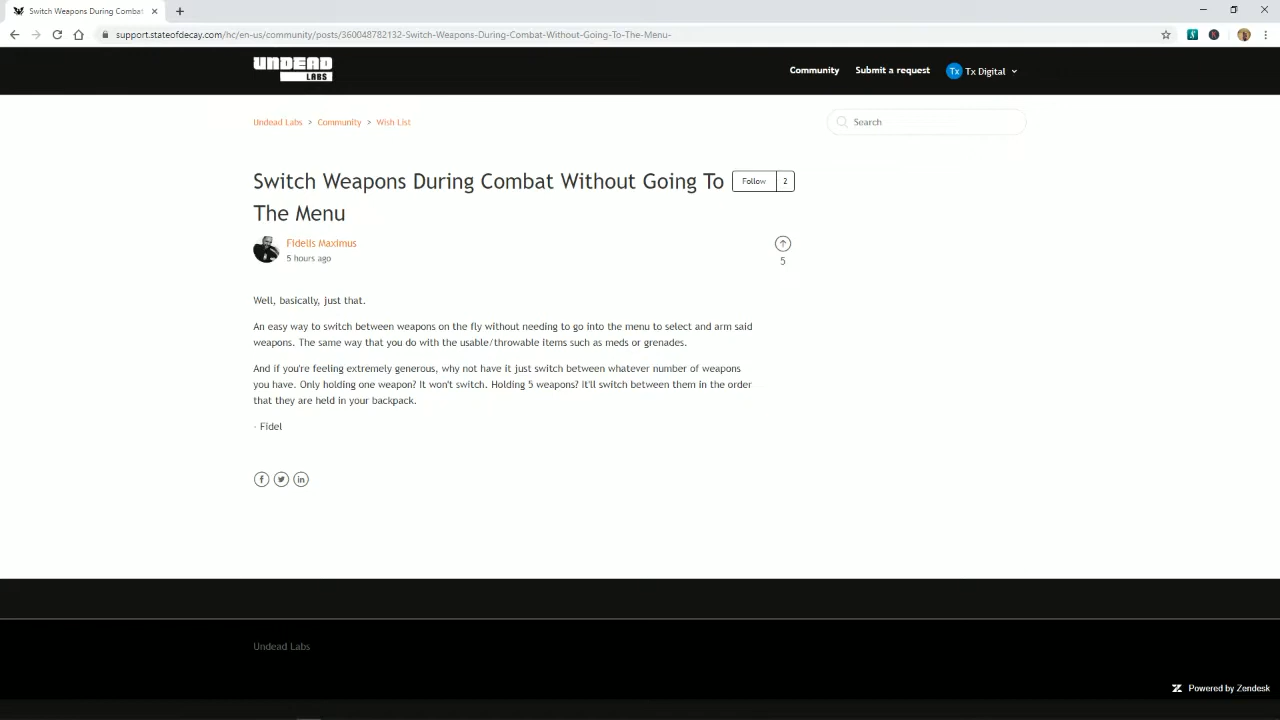 Switch Weapons During Combat
support.stateofdecay.com/hc/en-us/community/posts/360048782132-Switch-Weapons-During-Combat-Without-Going-To-The-Menu-
UNDEAD
LABS
Community Submit a request Tx Tx Digital
Undead Labs > Community > Wish List
Search
Switch Weapons During Combat Without Going To
The Menu
Follow 2
Fidelis Maximus
5 hours ago
5
Well, basically, just that.
An easy way to switch between weapons on the fly without needing to go into the menu to select and arm said
weapons. The same way that you do with the usable/throwable items such as meds or grenades.
And if you're feeling extremely generous, why not have it just switch between whatever number of weapons
you have. Only holding one weapon? It won't switch. Holding 5 weapons? It'll switch between them in the order
that they are held in your backpack.
- Fidel
Undead Labs
Powered by Zendesk